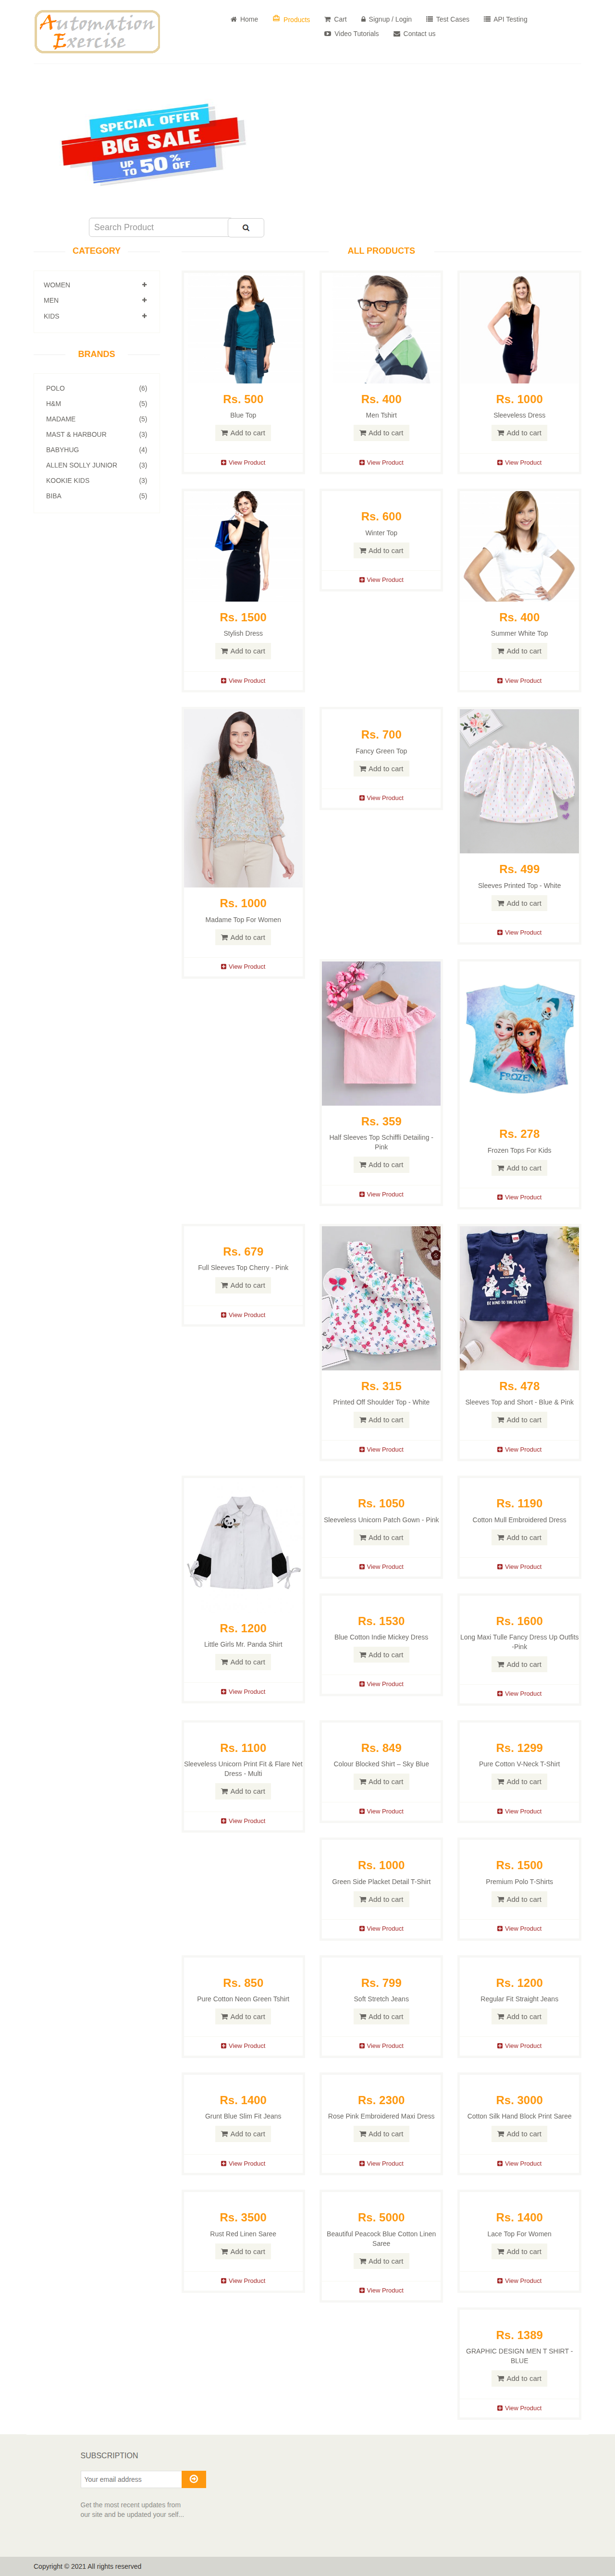 Automation
Exercise
Home
Products
Cart
Signup / Login
Test Cases
API Testing
Video Tutorials
Contact us
SPECIAL OFFER
BIG SALE
UP TO 50% OFF
Search Product
CATEGORY
WOMEN
MEN
KIDS
BRANDS
POLO (6)
H&M (5)
MADAME (5)
MAST & HARBOUR (3)
BABYHUG (4)
ALLEN SOLLY JUNIOR (3)
KOOKIE KIDS (3)
BIBA (5)
ALL PRODUCTS
Rs. 500
Blue Top
Add to cart
View Product
Rs. 400
Men Tshirt
Add to cart
View Product
Rs. 1000
Sleeveless Dress
Add to cart
View Product
Rs. 1500
Stylish Dress
Add to cart
View Product
Rs. 600
Winter Top
Add to cart
View Product
Rs. 400
Summer White Top
Add to cart
View Product
Rs. 1000
Madame Top For Women
Add to cart
View Product
Rs. 700
Fancy Green Top
Add to cart
View Product
Rs. 499
Sleeves Printed Top - White
Add to cart
View Product
Rs. 359
Half Sleeves Top Schiffli Detailing -
Pink
Add to cart
View Product
FROZEN
Rs. 278
Frozen Tops For Kids
Add to cart
View Product
Rs. 679
Full Sleeves Top Cherry - Pink
Add to cart
View Product
Rs. 315
Printed Off Shoulder Top - White
Add to cart
View Product
Rs. 478
Sleeves Top and Short - Blue & Pink
Add to cart
View Product
Rs. 1200
Little Girls Mr. Panda Shirt
Add to cart
View Product
Rs. 1050
Sleeveless Unicorn Patch Gown - Pink
Add to cart
View Product
Rs. 1190
Cotton Mull Embroidered Dress
Add to cart
View Product
Rs. 1530
Blue Cotton Indie Mickey Dress
Add to cart
View Product
Rs. 1600
Long Maxi Tulle Fancy Dress Up Outfits
-Pink
Add to cart
View Product
Rs. 1100
Sleeveless Unicorn Print Fit & Flare Net
Dress - Multi
Add to cart
View Product
Rs. 849
Colour Blocked Shirt – Sky Blue
Add to cart
View Product
Rs. 1299
Pure Cotton V-Neck T-Shirt
Add to cart
View Product
Rs. 1000
Green Side Placket Detail T-Shirt
Add to cart
View Product
Rs. 1500
Premium Polo T-Shirts
Add to cart
View Product
Rs. 850
Pure Cotton Neon Green Tshirt
Add to cart
View Product
Rs. 799
Soft Stretch Jeans
Add to cart
View Product
Rs. 1200
Regular Fit Straight Jeans
Add to cart
View Product
Rs. 1400
Grunt Blue Slim Fit Jeans
Add to cart
View Product
Rs. 2300
Rose Pink Embroidered Maxi Dress
Add to cart
View Product
Rs. 3000
Cotton Silk Hand Block Print Saree
Add to cart
View Product
Rs. 3500
Rust Red Linen Saree
Add to cart
View Product
Rs. 5000
Beautiful Peacock Blue Cotton Linen
Saree
Add to cart
View Product
Rs. 1400
Lace Top For Women
Add to cart
View Product
Rs. 1389
GRAPHIC DESIGN MEN T SHIRT -
BLUE
Add to cart
View Product
SUBSCRIPTION
Your email address
Get the most recent updates from
our site and be updated your self...
Copyright © 2021 All rights reserved